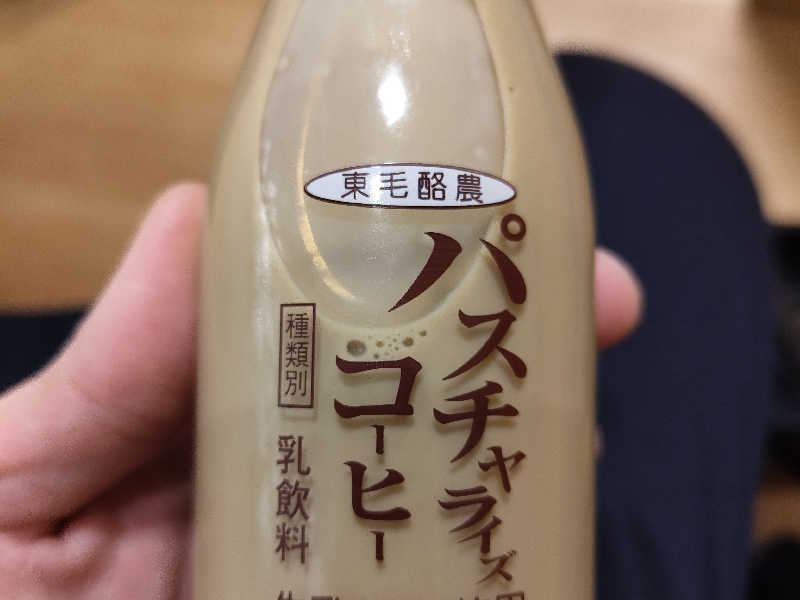 東毛酪農
パスチャライズ
コーヒー
種類別
乳飲料